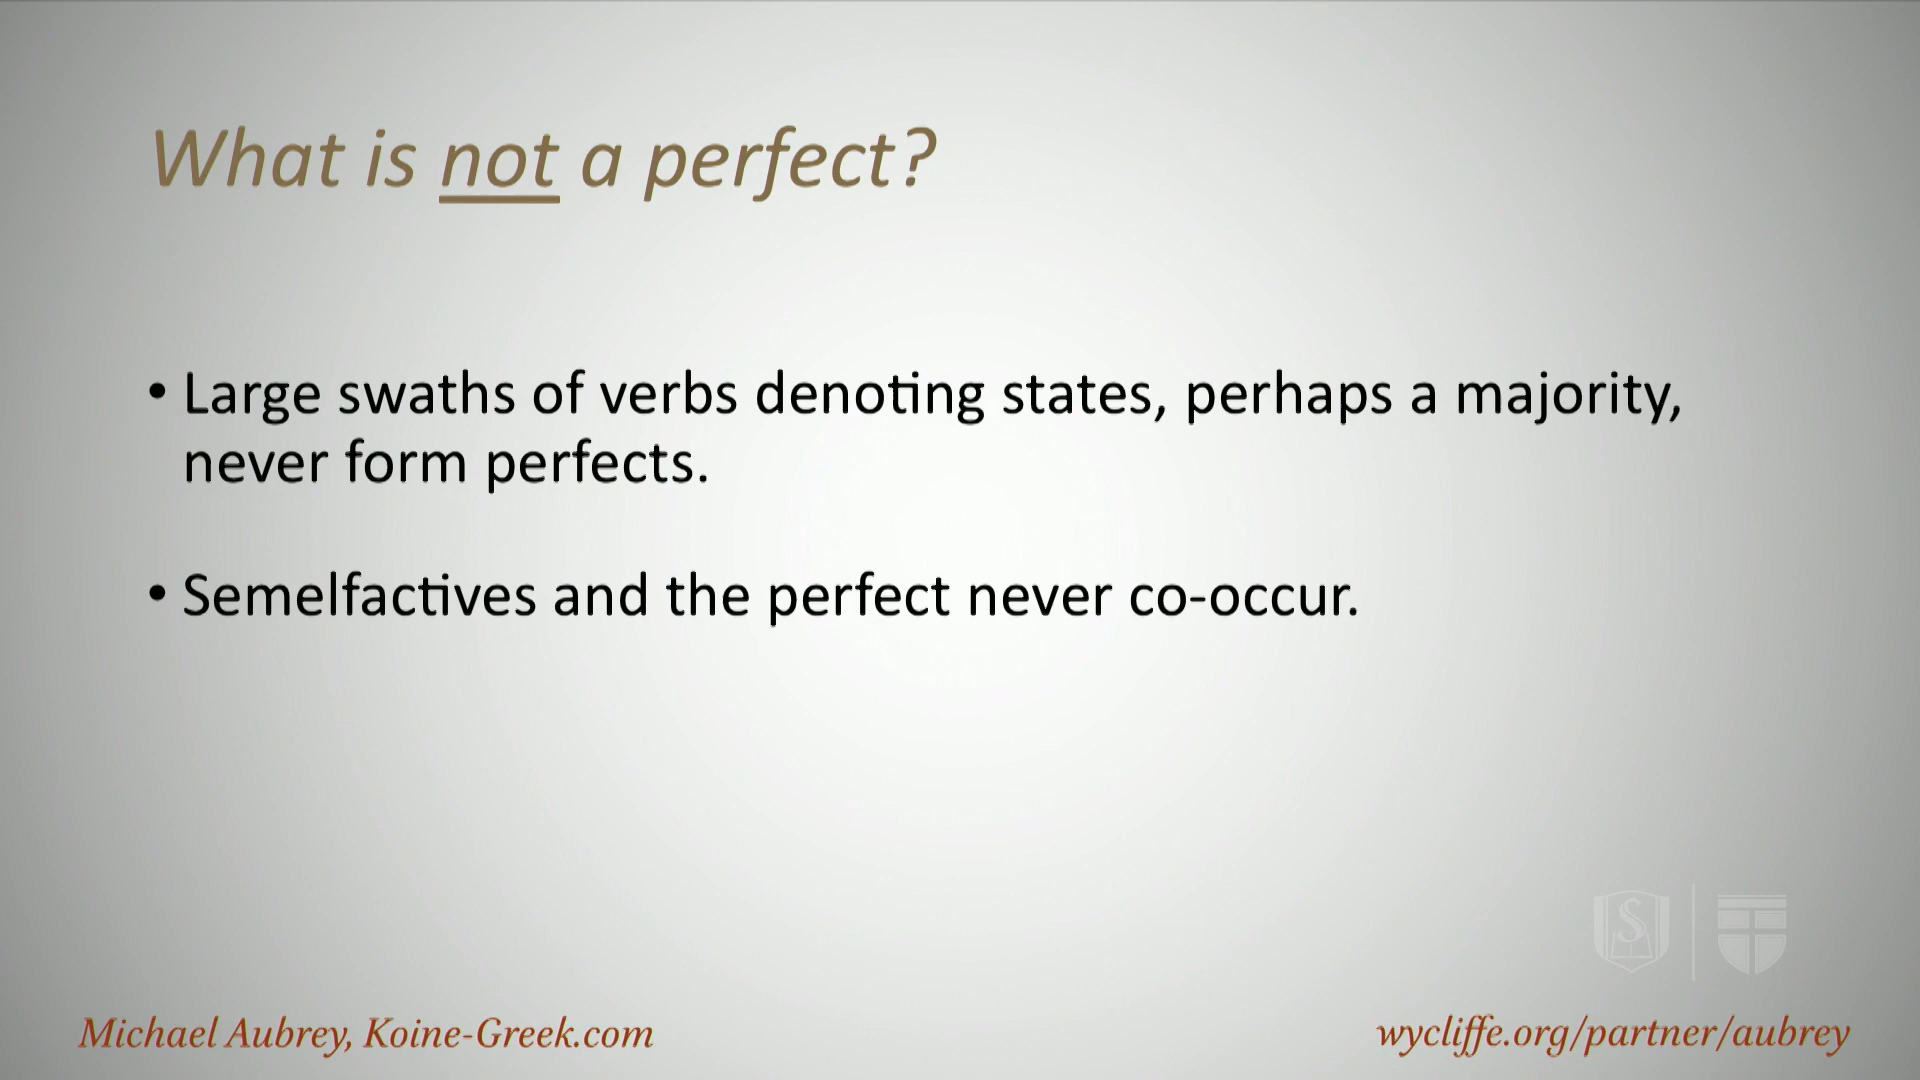 What is not a perfect?
• Large swaths of verbs denoting states, perhaps a majority,
never form perfects.
• Semelfactives and the perfect never co-occur.
S
Michael Aubrey, Koine-Greek.com
wycliffe.org/partner/aubrey